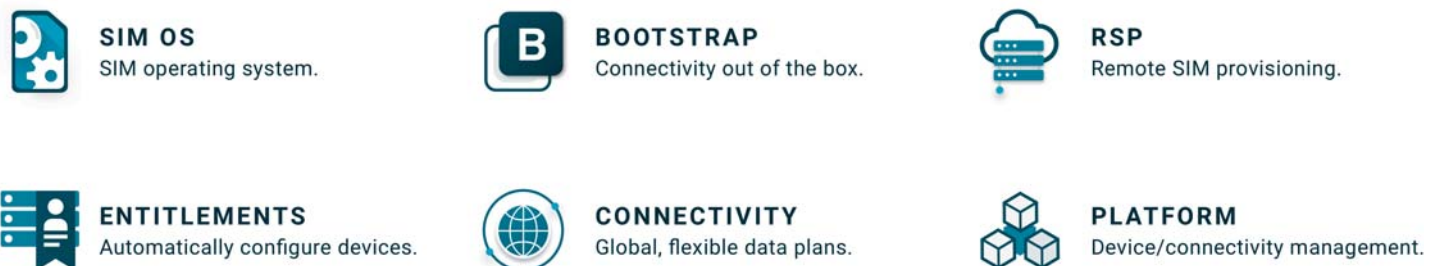 SIM OS
SIM operating system.
B
BOOTSTRAP
Connectivity out of the box.
RSP
Remote SIM provisioning.
ENTITLEMENTS
Automatically configure devices.
CONNECTIVITY
Global, flexible data plans.
PLATFORM
Device/connectivity management.